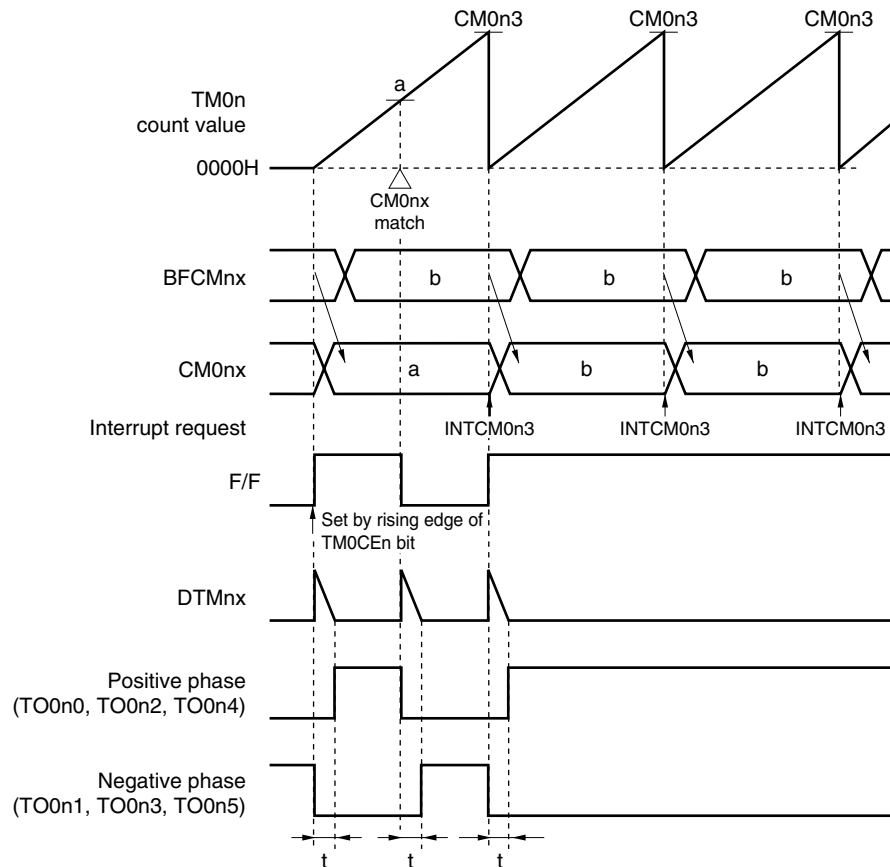 CM0n3 CM0n3 CM0n3
a
TM0n
count value
0000H
CM0nx
match
BFCMnx b b b
CM0nx a b b
Interrupt request INTCM0n3 INTCM0n3 INTCM0n3
F/F
Set by rising edge of
TM0CEn bit
DTMnx
Positive phase
(TO0n0, TO0n2, TO0n4)
Negative phase
(TO0n1, TO0n3, TO0n5)
t t t